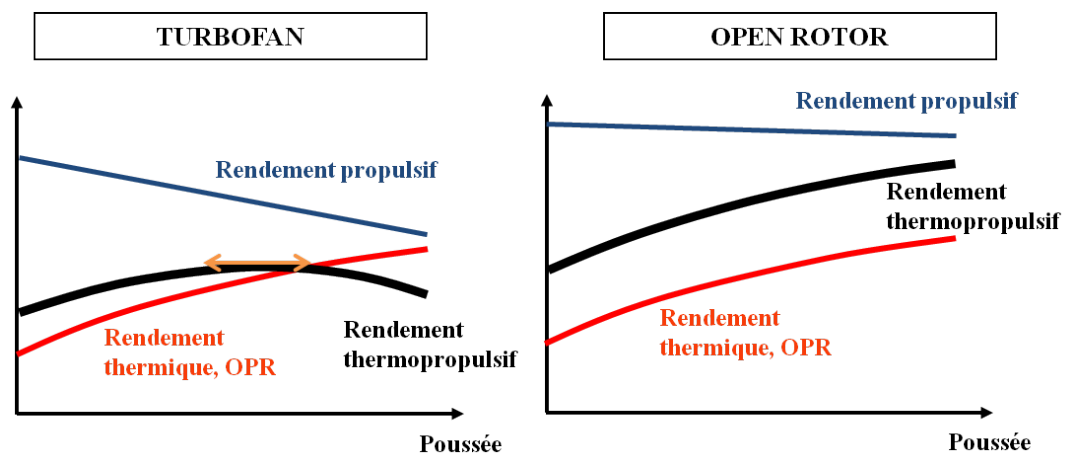 TURBOFAN
Rendement propulsif
Rendement
thermique, OPR
Rendement
thermopropulsif
Poussée
OPEN ROTOR
Rendement propulsif
Rendement
thermopropulsif
Rendement
thermique, OPR
Poussée